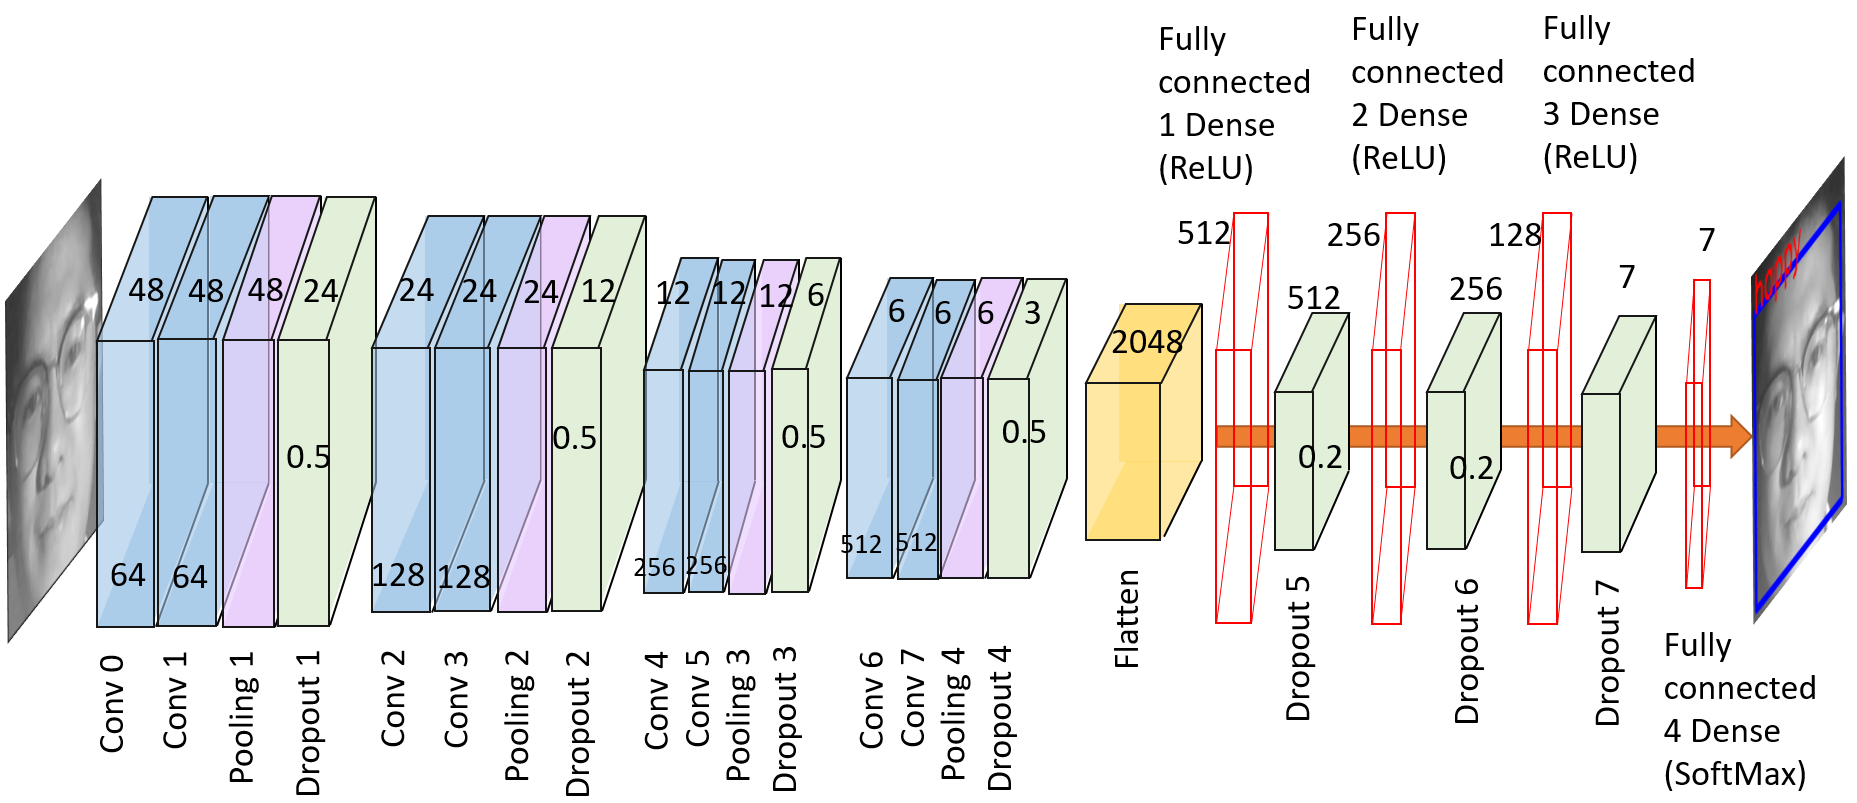 Fully
connected
1 Dense
(ReLU)
Fully
connected
2 Dense
(ReLU)
Fully
connected
3 Dense
(ReLU)
512
256
128
7
512
256
7
48
48
48
24
24
24
24
12
12
12
12
6
6
6
6
3
2048
happy
0.5
0.5
0.5
0.5
0.2
0.2
64
64
128
128
256
256
512
512
Conv 0
Conv 1
Pooling 1
Dropout 1
Conv 2
Conv 3
Pooling 2
Dropout 2
Conv 4
Conv 5
Pooling 3
Dropout 3
Conv 6
Conv 7
Pooling 4
Dropout 4
Flatten
Dropout 5
Dropout 6
Dropout 7
Fully
connected
4 Dense
(SoftMax)